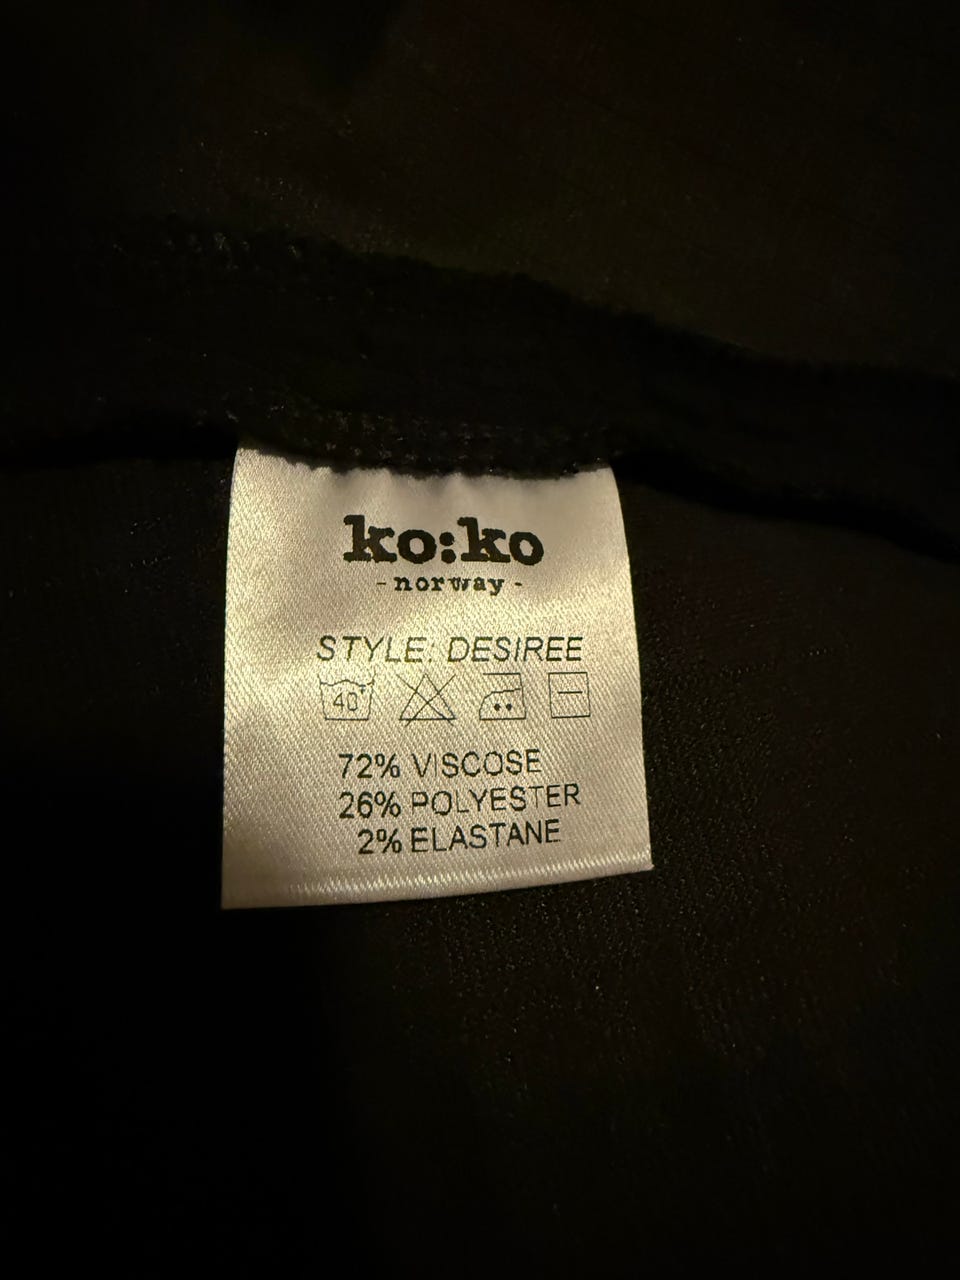 ko:ko
- norway -
STYLE: DESIREE
40°
72% VISCOSE
26% POLYESTER
2% ELASTANE